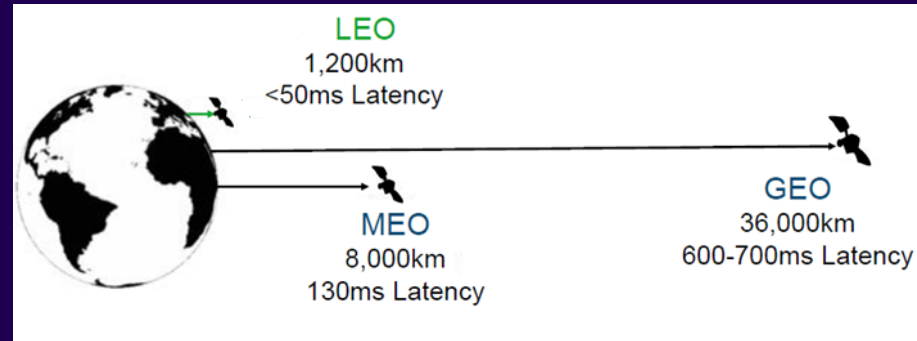 LEO
1,200km
<50ms Latency
MEO
8,000km
130ms Latency
GEO
36,000km
600-700ms Latency